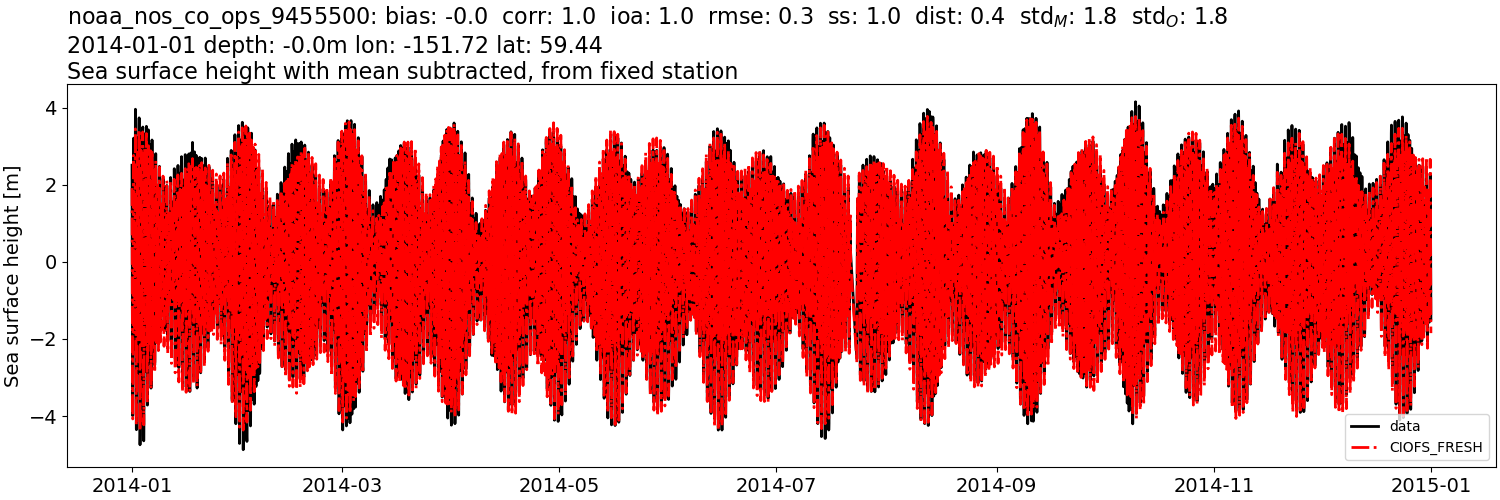 noaa_nos_co_ops_9455500: bias: -0.0 corr: 1.0 ioa: 1.0 rmse: 0.3 ss: 1.0 dist: 0.4 std_M: 1.8 std_O: 1.8
2014-01-01 depth: -0.0m lon: -151.72 lat: 59.44
Sea surface height with mean subtracted, from fixed station
Sea surface height [m]
4
2
0
−2
−4
data
CIOFS_FRESH
2014-01 2014-03 2014-05 2014-07 2014-09 2014-11 2015-01